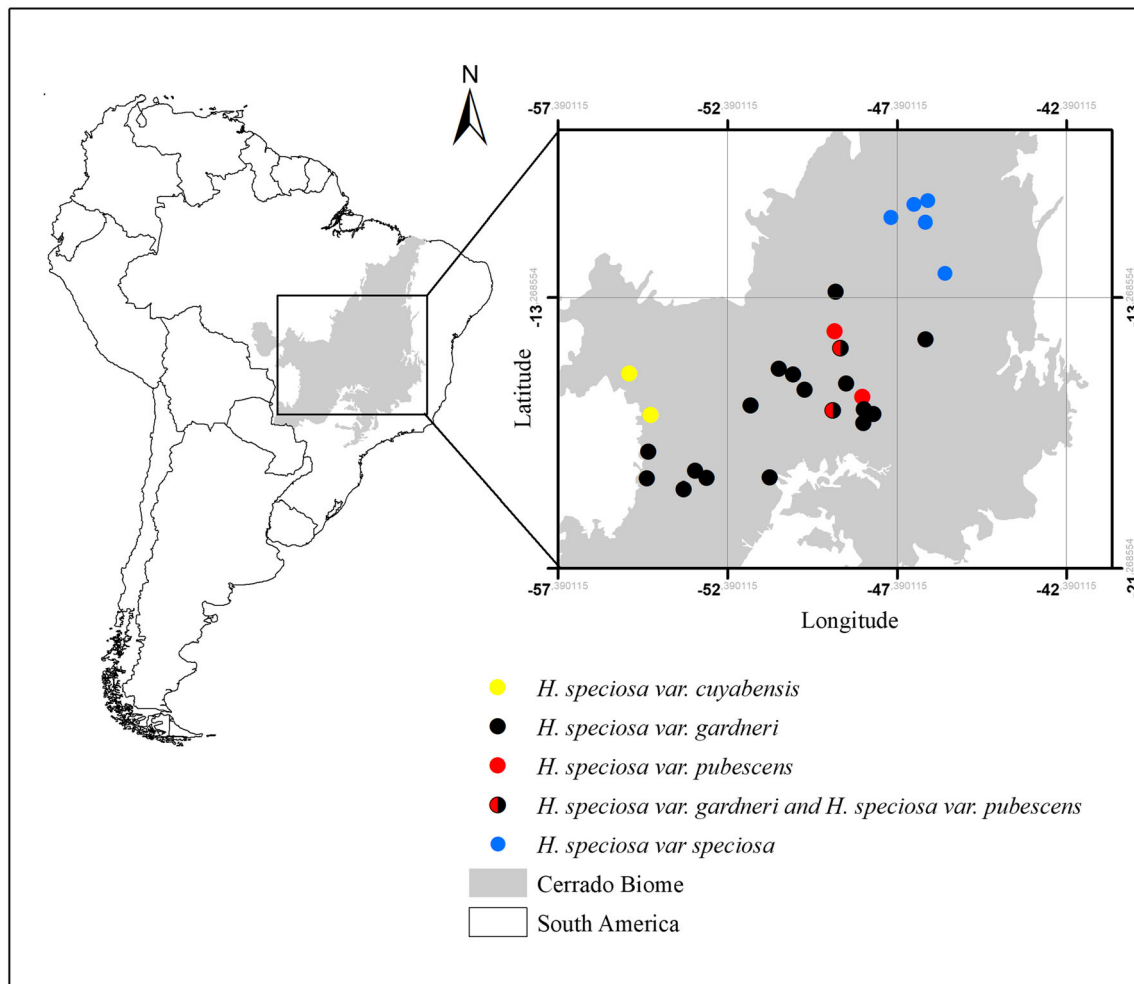 N
-57.390115 -52.390115 -47.390115 -42.390115
-13.268554 13.268554
Latitude
-21.268554
-57.390115 -52.390115 -47.390115 -42.390115
Longitude
H. speciosa var. cuyabensis
H. speciosa var. gardneri
H. speciosa var. pubescens
H. speciosa var. gardneri and H. speciosa var. pubescens
H. speciosa var speciosa
Cerrado Biome
South America